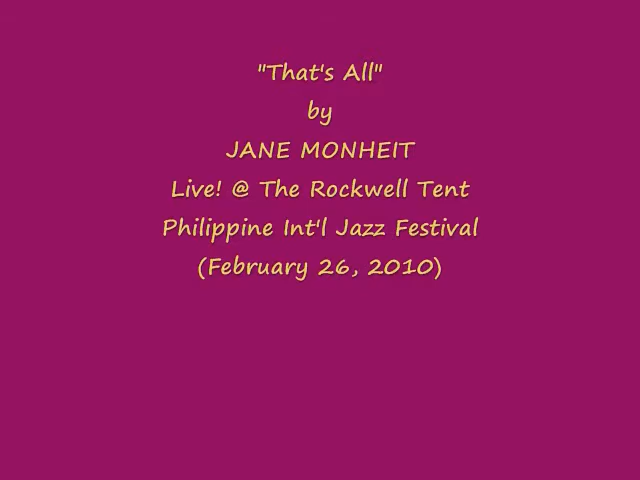 "That's All"
by
JANE MONHEIT
Live! @ The Rockwell Tent
Philippine Int'l Jazz Festival
(February 26, 2010)